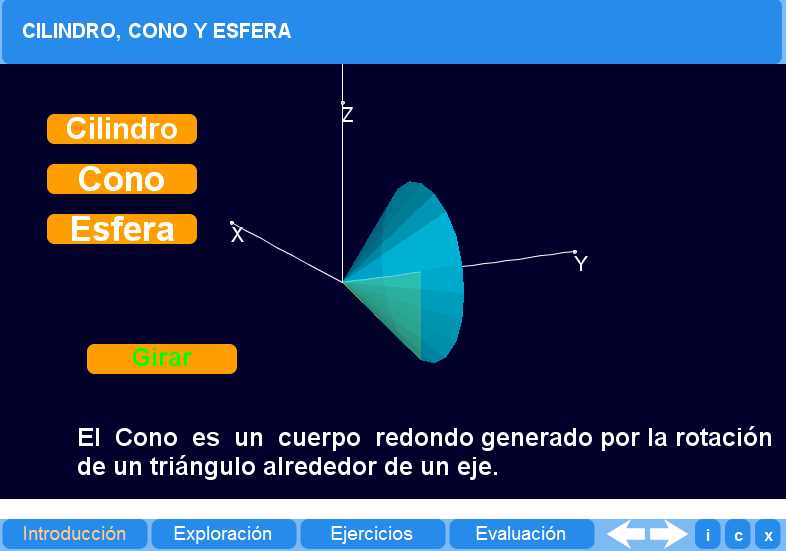 CILINDRO, CONO Y ESFERA
Z
Cilindro
Cono
Esfera
X
Y
Girar
El Cono es un cuerpo redondo generado por la rotación
de un triángulo alrededor de un eje.
Introducción
Exploración
Ejercicios
Evaluación
i
c
x